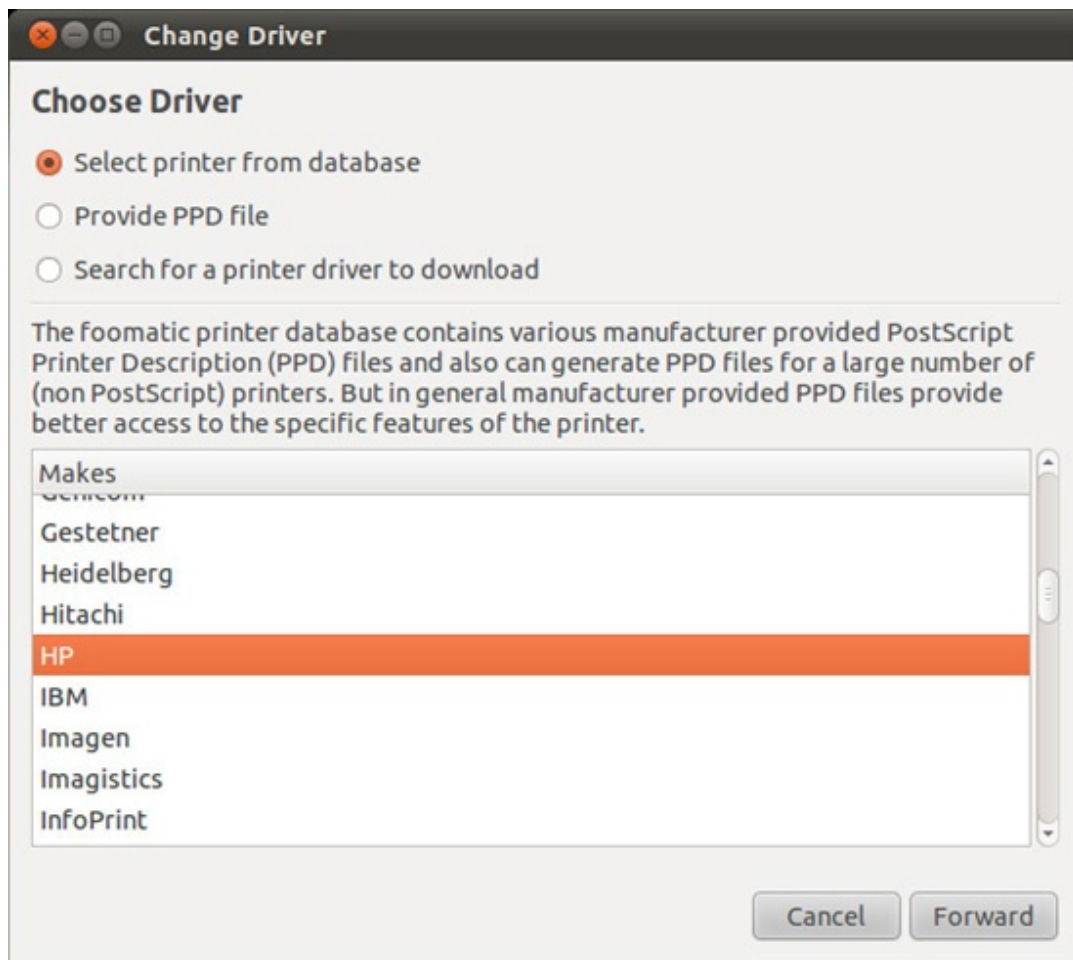 Change Driver
Choose Driver
Select printer from database
Provide PPD file
Search for a printer driver to download
The foomatic printer database contains various manufacturer provided PostScript
Printer Description (PPD) files and also can generate PPD files for a large number of
(non PostScript) printers. But in general manufacturer provided PPD files provide
better access to the specific features of the printer.
Makes
Genicom
Gestetner
Heidelberg
Hitachi
HP
IBM
Imagen
Imagistics
InfoPrint
Cancel Forward